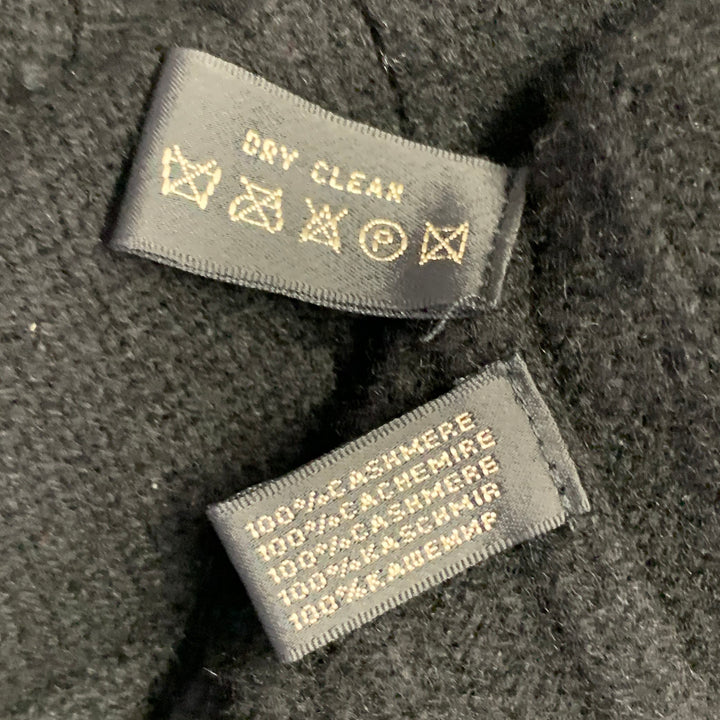 DRY CLEAN
P
100%CASHMERE
100%CACHEMIRE
100%CASHMERE
100%KASCHMIR
100%КАШЕМИР